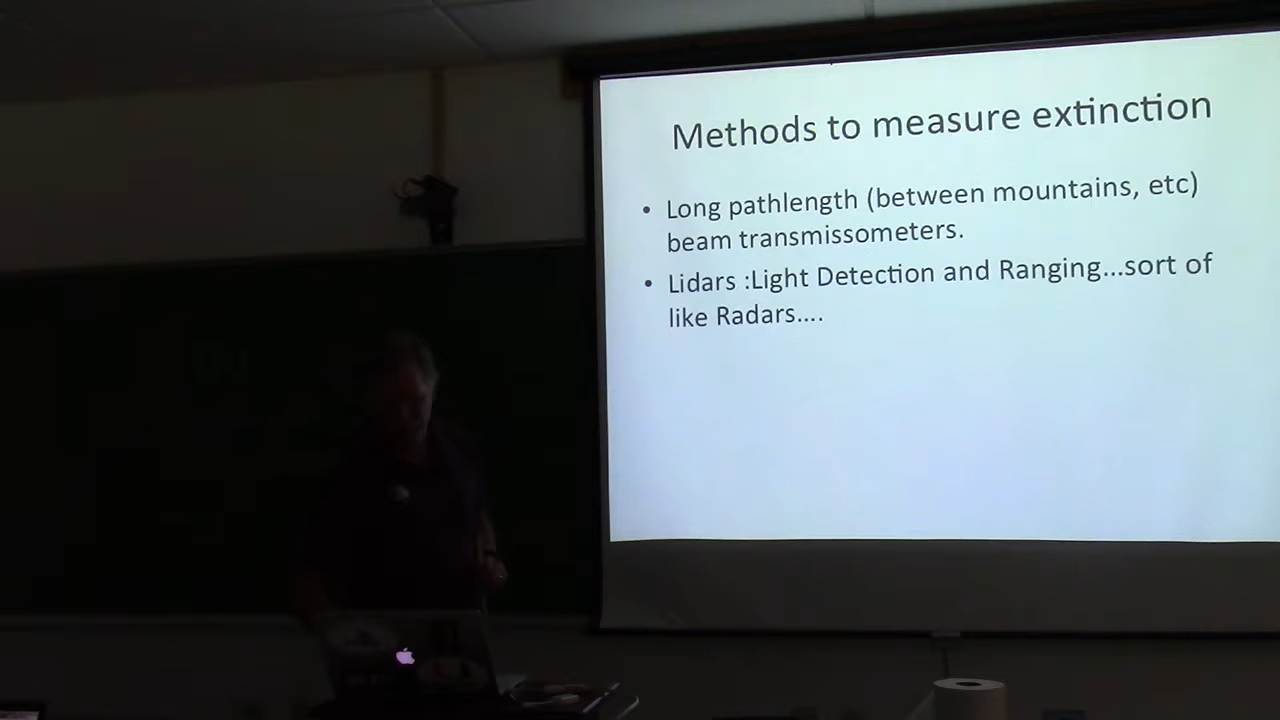 Methods to measure extinction
• Long pathlength (between mountains, etc)
beam transmissometers.
• Lidars :Light Detection and Ranging...sort of
like Radars....